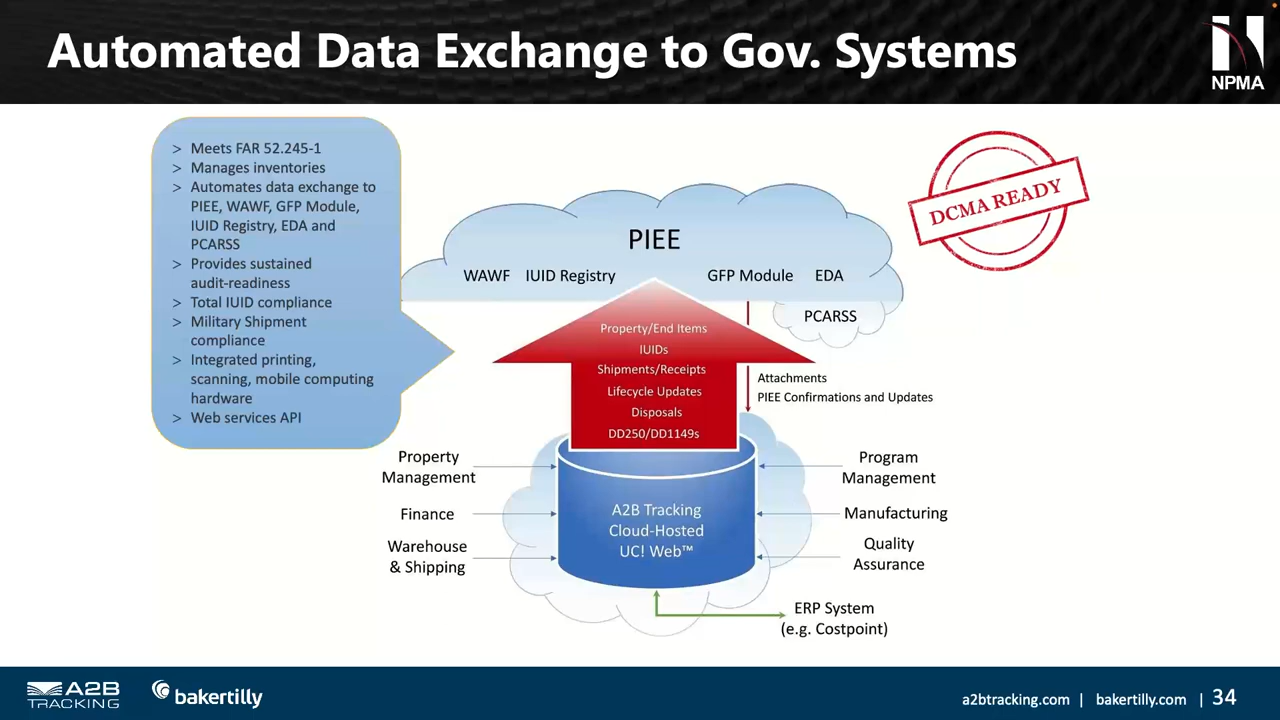 Automated Data Exchange to Gov. Systems
NPMA
> Meets FAR 52.245-1
> Manages inventories
> Automates data exchange to
PIEE, WAWF, GFP Module,
IUID Registry, EDA and
PCARSS
> Provides sustained
audit-readiness
> Total IUID compliance
> Military Shipment
compliance
> Integrated printing,
scanning, mobile computing
hardware
> Web services API
DCMA READY
PIEE
WAWF IUID Registry GFP Module EDA
PCARSS
Property/End Items
IUIDs
Shipments/Receipts
Lifecycle Updates
Disposals
DD250/DD1149s
Attachments
PIEE Confirmations and Updates
Property
Management
Finance
Warehouse
& Shipping
A2B Tracking
Cloud-Hosted
UC! Web™
Program
Management
Manufacturing
Quality
Assurance
ERP System
(e.g. Costpoint)
A2B
TRACKING
bakertilly
a2btracking.com | bakertilly.com | 34